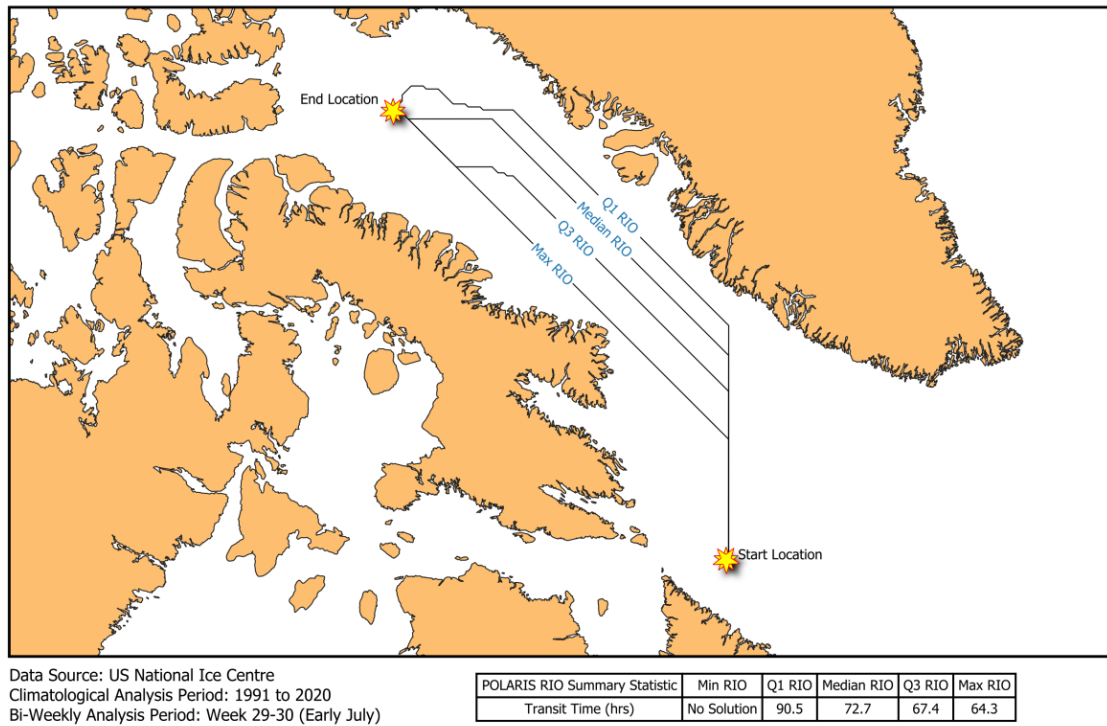 End Location
Q1 RIO
Median RIO
Q3 RIO
Max RIO
Start Location
Data Source: US National Ice Centre
Climatological Analysis Period: 1991 to 2020
Bi-Weekly Analysis Period: Week 29-30 (Early July)
POLARIS RIO Summary Statistic Min RIO Q1 RIO Median RIO Q3 RIO Max RIO
Transit Time (hrs) No Solution 90.5 72.7 67.4 64.3